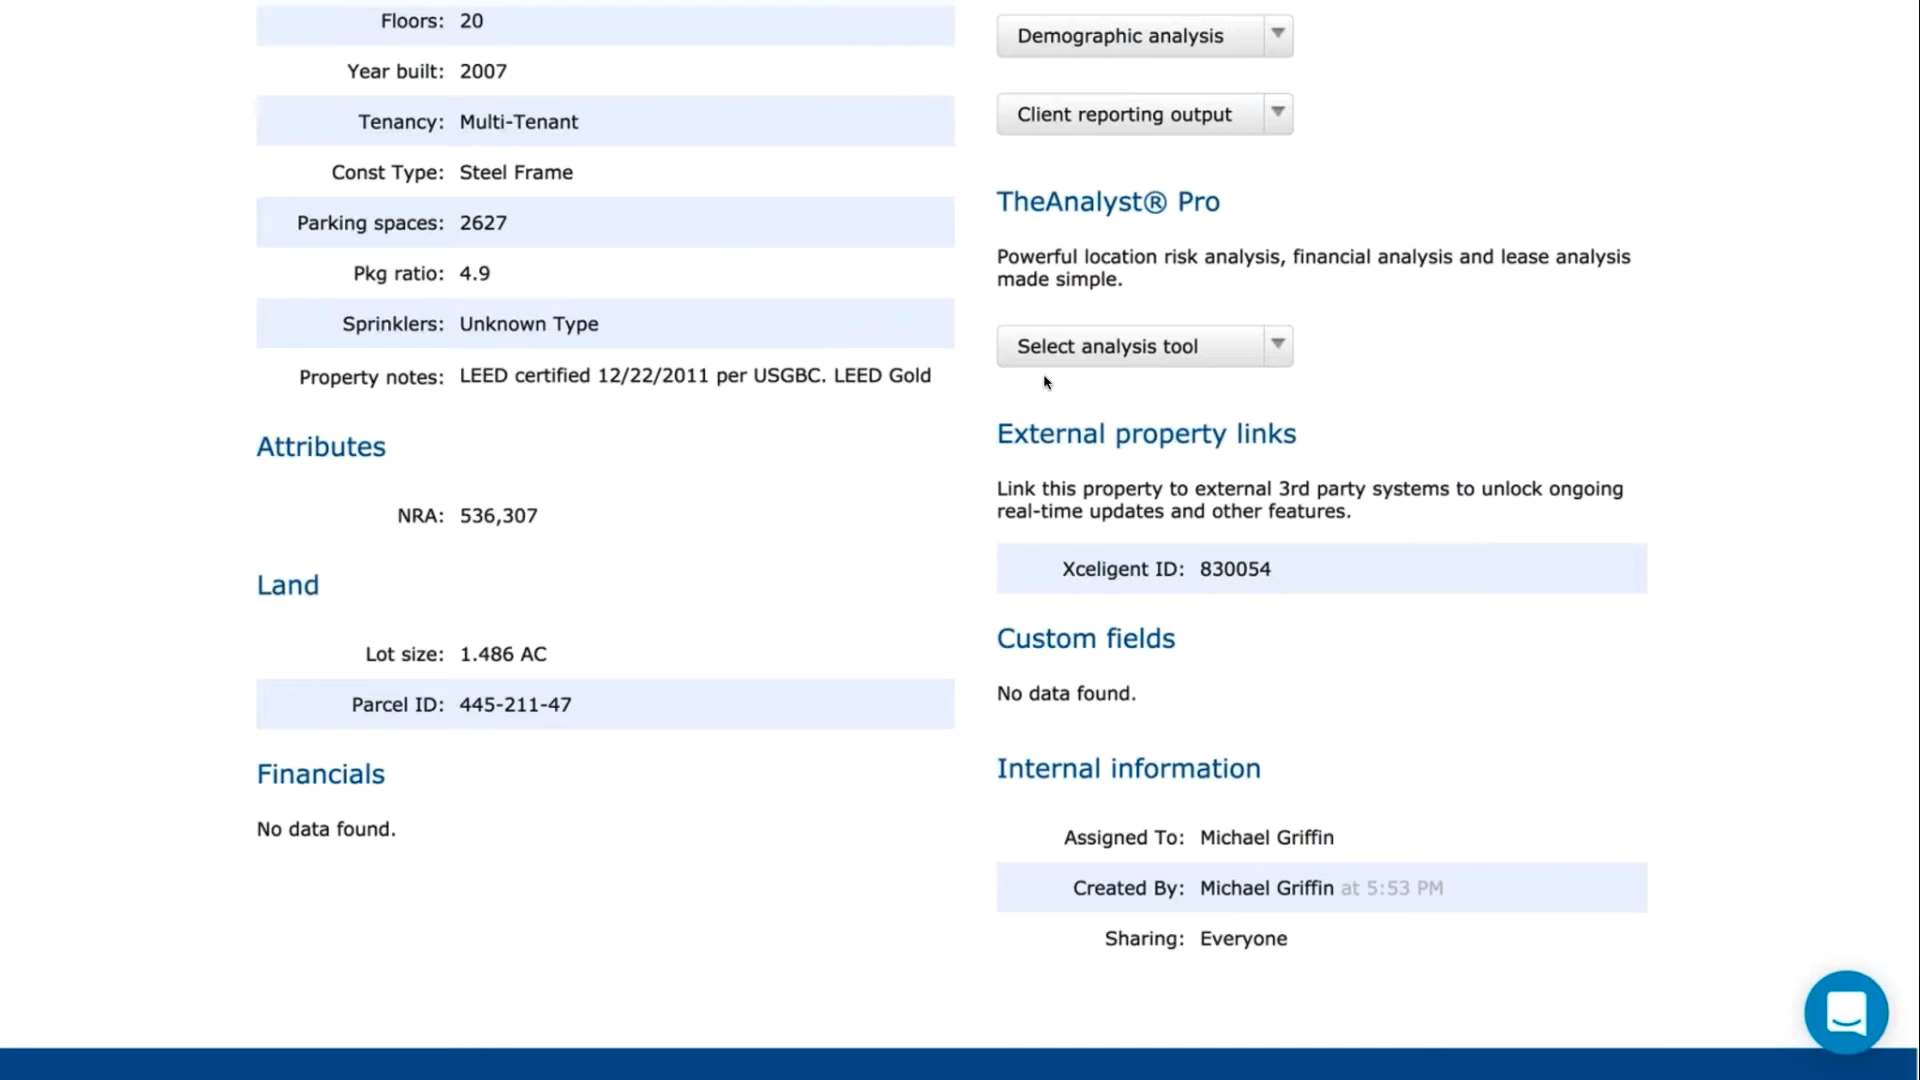 Floors: 20
Year built: 2007
Tenancy: Multi-Tenant
Const Type: Steel Frame
Parking spaces: 2627
Pkg ratio: 4.9
Sprinklers: Unknown Type
Property notes: LEED certified 12/22/2011 per USGBC. LEED Gold
Attributes
NRA: 536,307
Land
Lot size: 1.486 AC
Parcel ID: 445-211-47
Financials
No data found.
Demographic analysis
Client reporting output
TheAnalyst® Pro
Powerful location risk analysis, financial analysis and lease analysis
made simple.
Select analysis tool
External property links
Link this property to external 3rd party systems to unlock ongoing
real-time updates and other features.
Xceligent ID: 830054
Custom fields
No data found.
Internal information
Assigned To: Michael Griffin
Created By: Michael Griffin at 5:53 PM
Sharing: Everyone